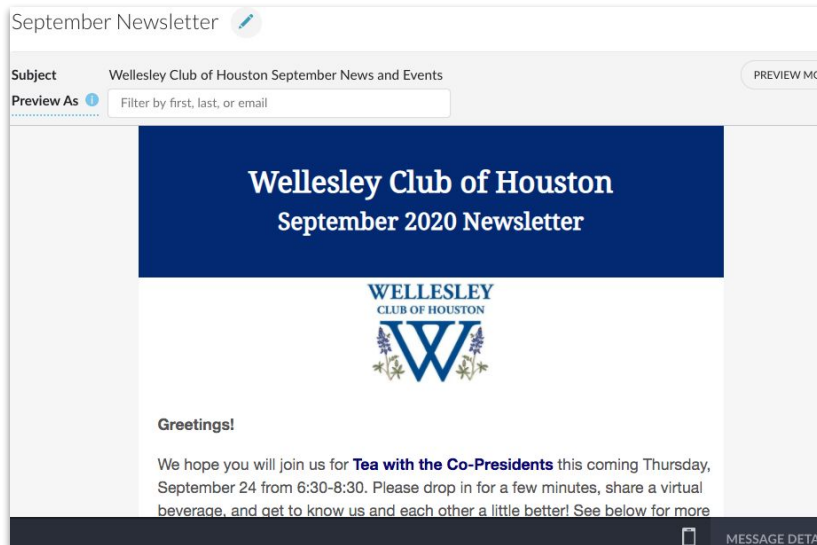 September Newsletter
Subject Wellesley Club of Houston September News and Events
PREVIEW
Preview As Filter by first, last, or email
Wellesley Club of Houston
September 2020 Newsletter
WELLESLEY
CLUB OF HOUSTON
W
Greetings!
We hope you will join us for Tea with the Co-Presidents this coming Thursday,
September 24 from 6:30-8:30. Please drop in for a few minutes, share a virtual
beverage, and get to know us and each other a little better! See below for more
MESSAGE